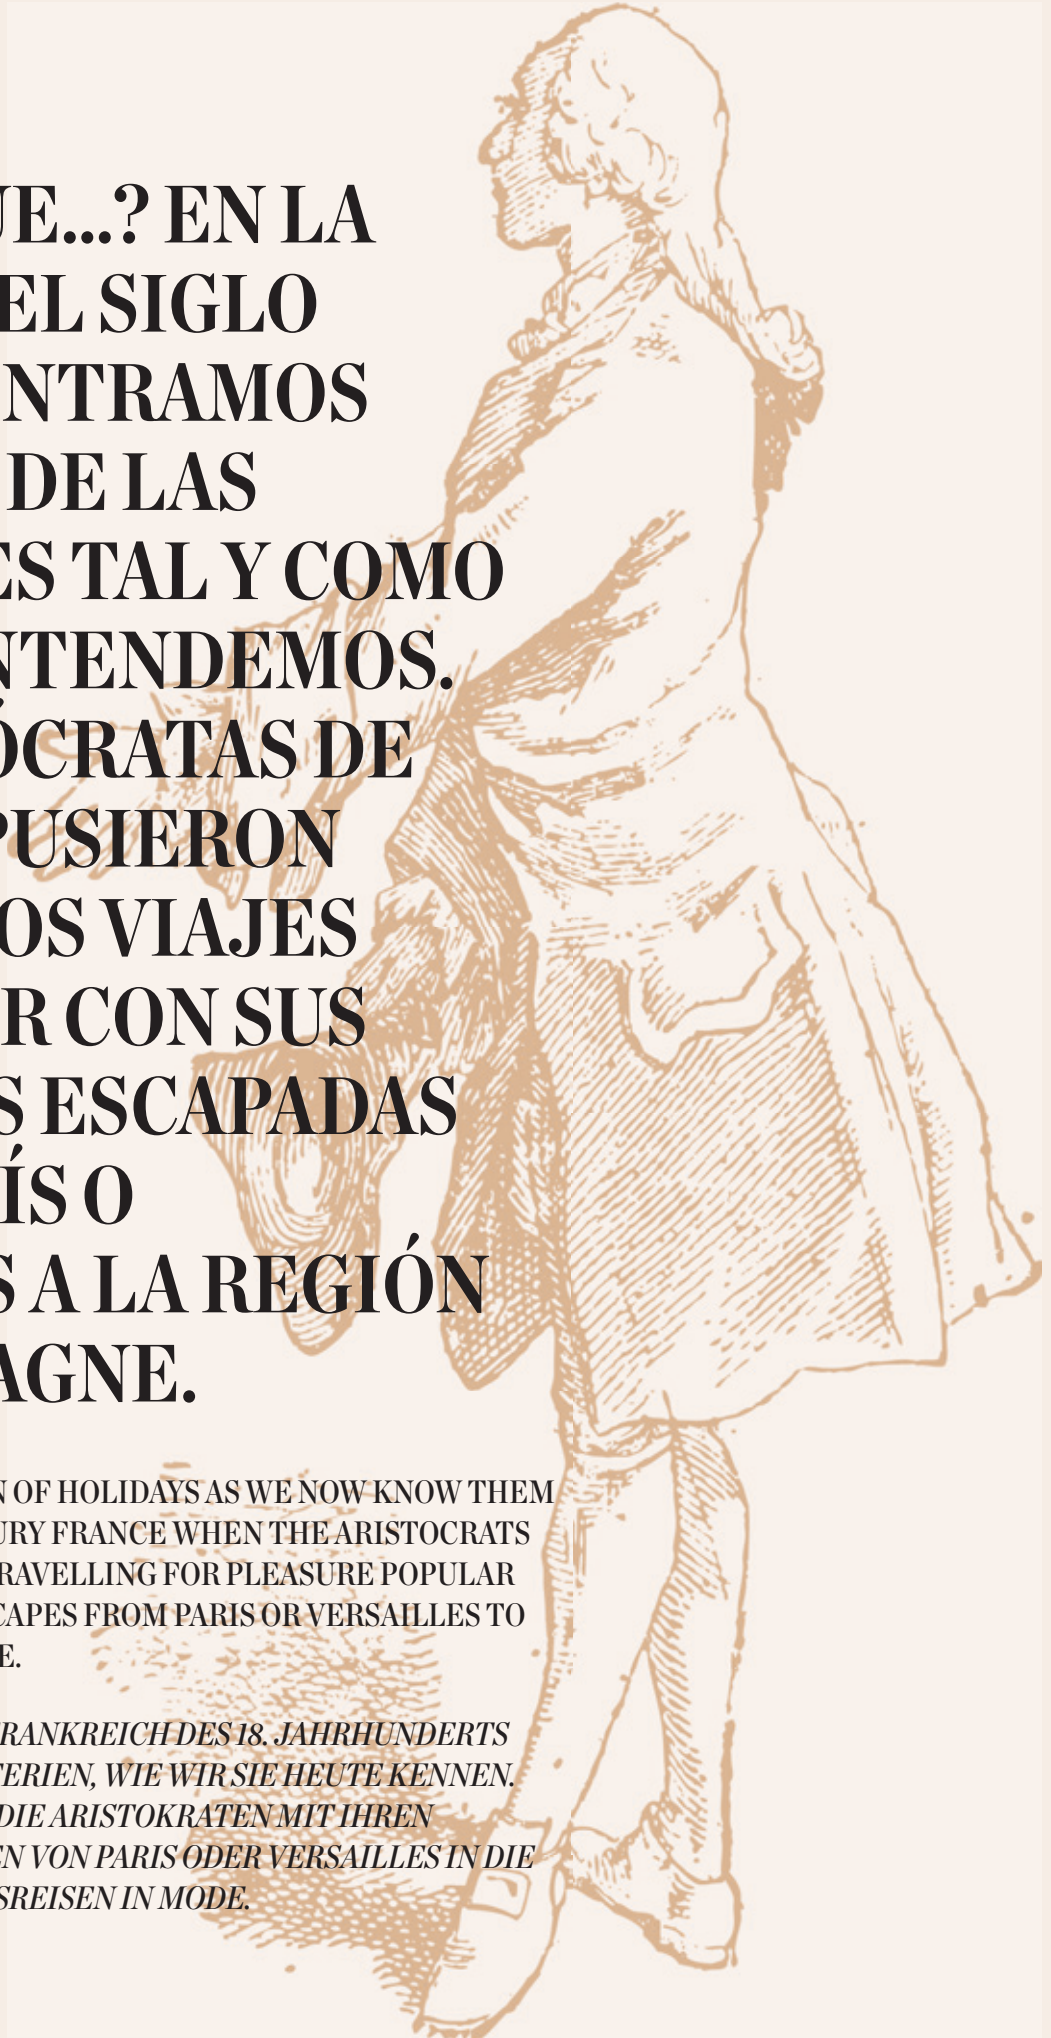 UE...? EN LA
EL SIGLO
NTRAMOS
DE LAS
ES TAL Y COMO
NTENDEMOS.
ÓCRATAS DE
PUSIERON
OS VIAJES
R CON SUS
S ESCAPADAS
ÍS O
S A LA REGIÓN
AGNE.
N OF HOLIDAYS AS WE NOW KNOW THEM
URY FRANCE WHEN THE ARISTOCRATS
RAVELLING FOR PLEASURE POPULAR
CAPES FROM PARIS OR VERSAILLES TO
E.
FRANKREICH DES 18. JAHRHUNDERTS
FERIEN, WIE WIR SIE HEUTE KENNEN.
DIE ARISTOKRATEN MIT IHREN
EN VON PARIS ODER VERSAILLES IN DIE
SREISEN IN MODE.